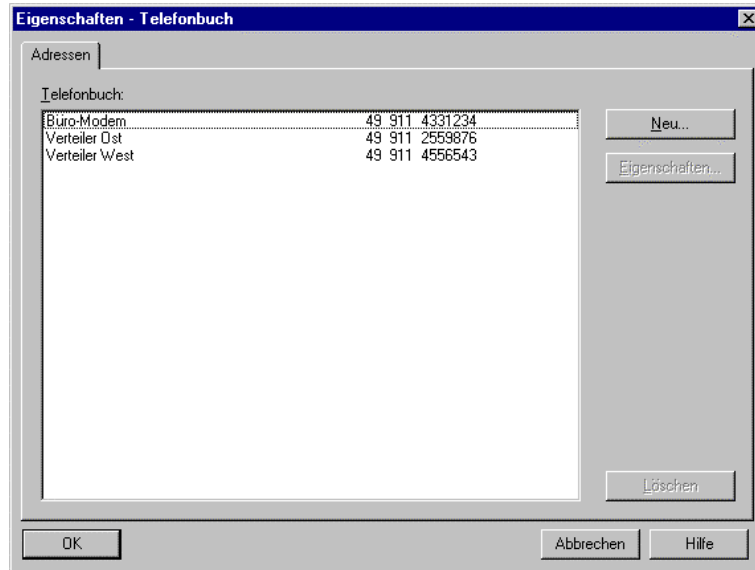 Eigenschaften - Telefonbuch
Adressen
Telefonbuch:
Büro-Modem 49 911 4331234
Verteiler Ost 49 911 2559876
Verteiler West 49 911 4556543
Neu...
Eigenschaften...
Löschen
OK
Abbrechen
Hilfe